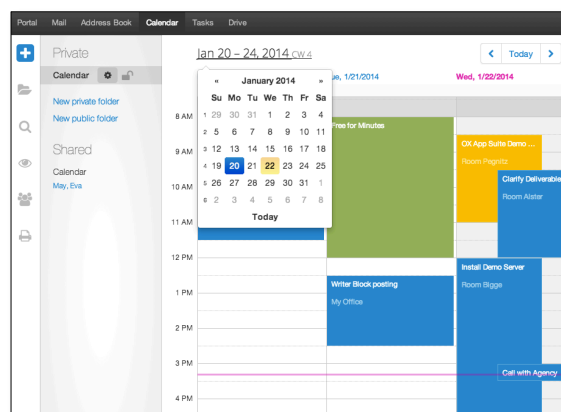 Portal Mail Address Book Calendar Tasks Drive
Private
Calendar
New private folder
New public folder
Shared
Calendar
May, Eva
Jan 20 – 24, 2014 CW 4
Today
ue, 1/21/2014
Wed, 1/22/2014
« January 2014 »
Su Mo Tu We Th Fr Sa
1 29 30 31 1 2 3 4
2 5 6 7 8 9 10 11
3 12 13 14 15 16 17 18
4 19 20 21 22 23 24 25
5 26 27 28 29 30 31 1
6 2 3 4 5 6 7 8
Today
8 AM
9 AM
10 AM
11 AM
12 PM
1 PM
2 PM
3 PM
4 PM
Free for Minutes
Writer Block posting
My Office
OX App Suite Demo ...
Room Pegnitz
Clarify Deliverable
Room Alster
Install Demo Server
Room Bigge
Call with Agency